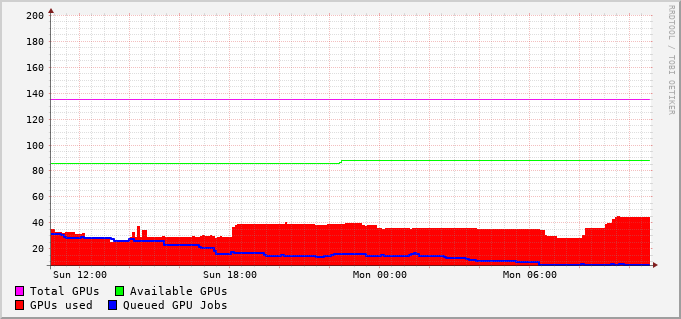 200
180
160
140
120
100
80
60
40
20
Sun 12:00 Sun 18:00 Mon 00:00 Mon 06:00
Total GPUs Available GPUs
GPUs used Queued GPU Jobs
RRDTOOL / TOBI OETIKER